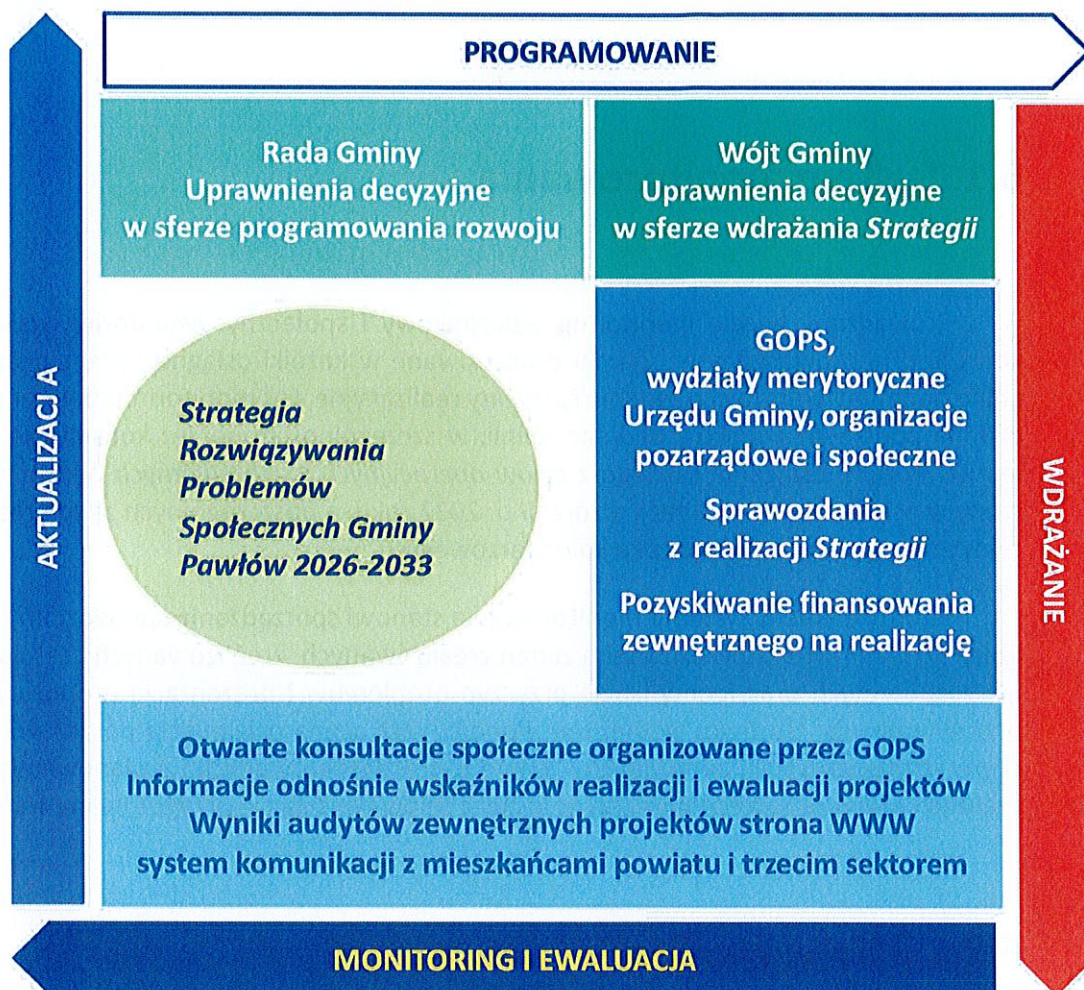 PROGRAMOWANIE
Rada Gminy
Uprawnienia decyzyjne
w sferze programowania rozwoju
Wójt Gminy
Uprawnienia decyzyjne
w sferze wdrażania Strategii
AKTUALIZACJ A
Strategia
Rozwiązywania
Problemów
Społecznych Gminy
Pawłów 2026-2033
GOPS,
wydziały merytoryczne
Urzędu Gminy, organizacje
pozarządowe i społeczne
Sprawozdania
z realizacji Strategii
Pozyskiwanie finansowania
zewnętrznego na realizację
WDRAŻANIE
Otwarte konsultacje społeczne organizowane przez GOPS
Informacje odnośnie wskaźników realizacji i ewaluacji projektów
Wyniki audytów zewnętrznych projektów strona WWW
system komunikacji z mieszkańcami powiatu i trzecim sektorem
MONITORING I EWALUACJA